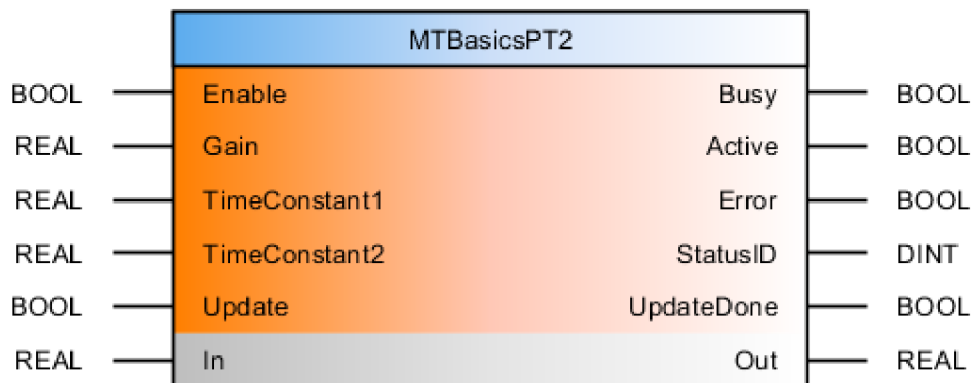 MTBasicsPT2
BOOL Enable Busy BOOL
REAL Gain Active BOOL
REAL TimeConstant1 Error BOOL
REAL TimeConstant2 StatusID DINT
BOOL Update UpdateDone BOOL
REAL In Out REAL